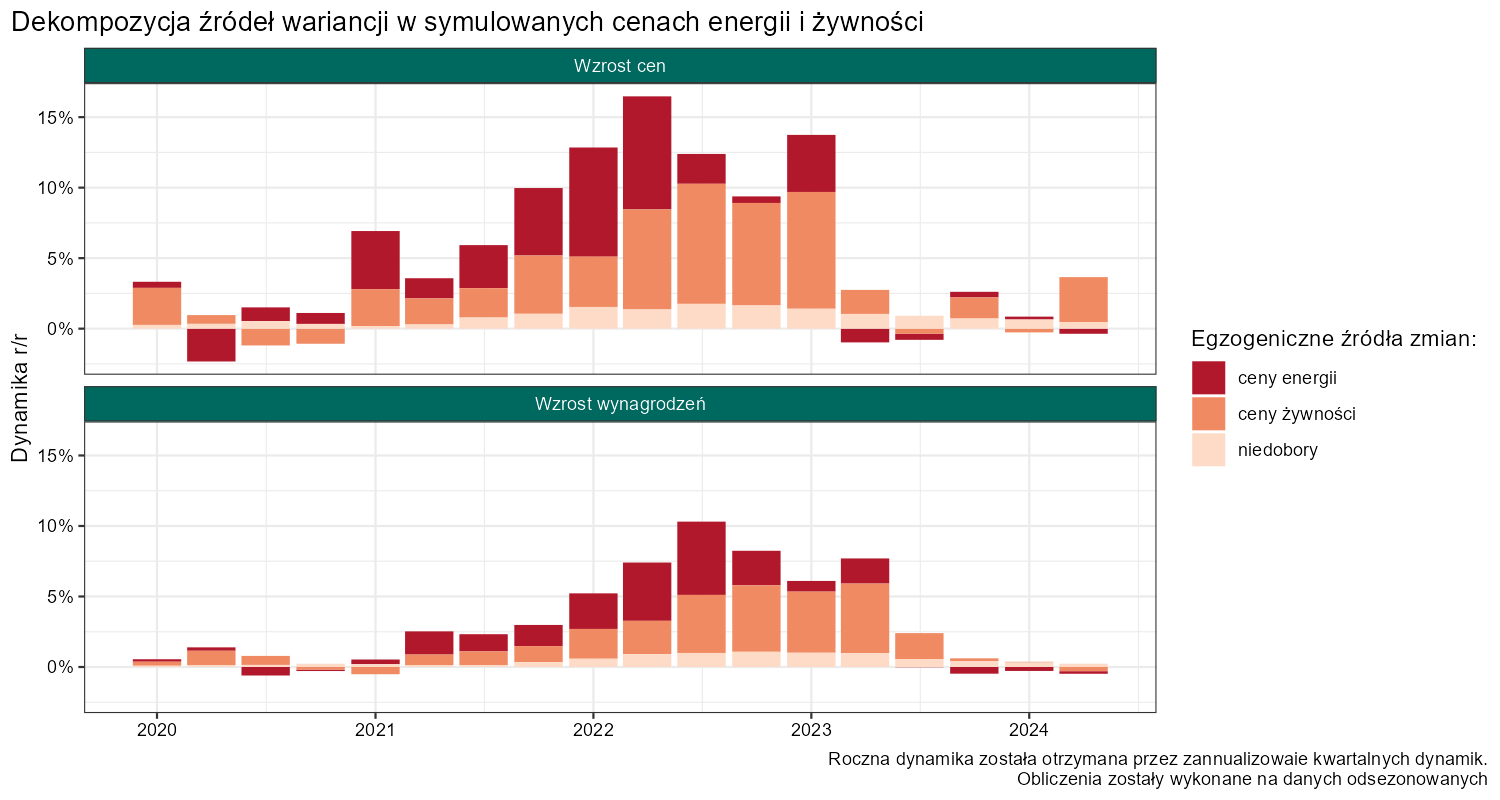 Dekompozycja źródeł wariancji w symulowanych cenach energii i żywności
Wzrost cen
15%
10%
5%
0%
Wzrost wynagrodzeń
15%
10%
5%
0%
2020
2021
2022
2023
2024
Dynamika r/r
Egzogeniczne źródła zmian:
ceny energii
ceny żywności
niedobory
Roczna dynamika została otrzymana przez zannualizowaie kwartalnych dynamik.
Obliczenia zostały wykonane na danych odsezonowanych